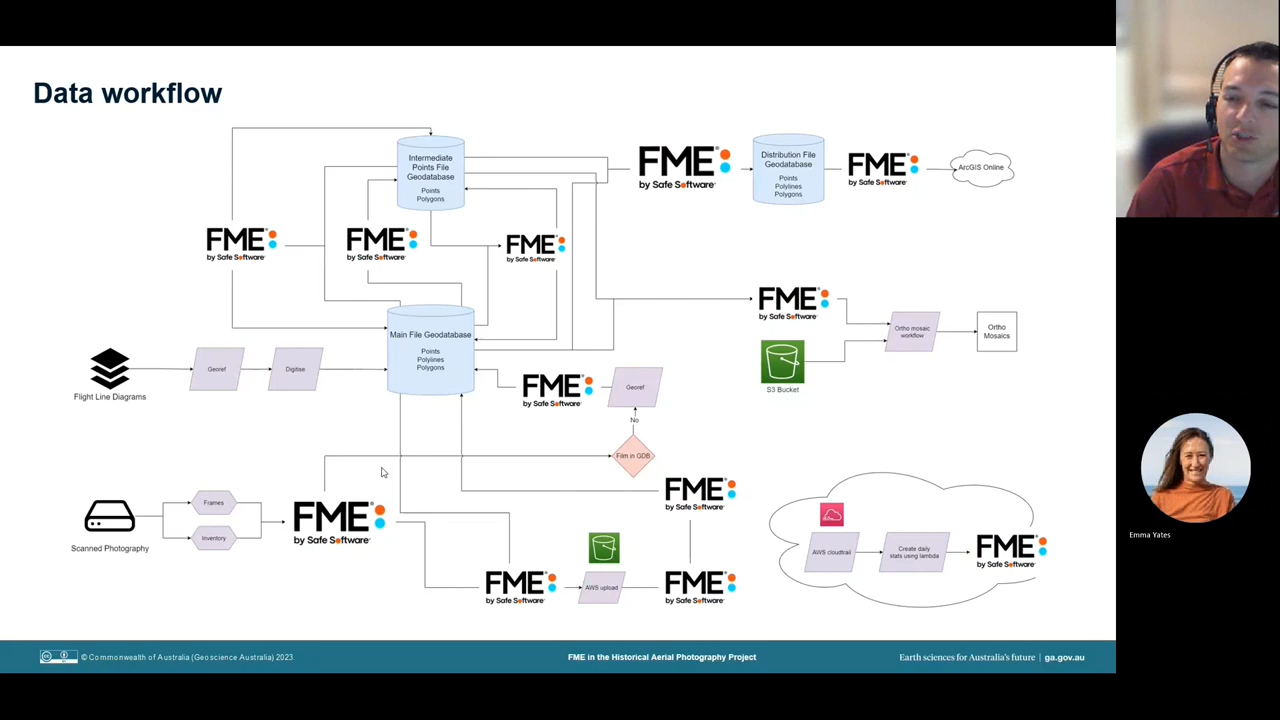 Data workflow
Intermediate
Points File
Geodatabase
Points
Polygons
FME
by Safe Software
Distribution File
Geodatabase
Points
Polylines
Polygons
FME
by Safe Software
ArcGIS Online
FME
by Safe Software
FME
by Safe Software
FME
by Safe Software
Main File Geodatabase
Points
Polylines
Polygons
FME
by Safe Software
Ortho mosaic
workflow
Ortho
Mosaics
S3 Bucket
Flight Line Diagrams
Georef
Digitise
FME
by Safe Software
Georef
No
Film in GDB
Scanned Photography
Frames
Inventory
FME
by Safe Software
FME
by Safe Software
FME
by Safe Software
AWS upload
FME
by Safe Software
AWS cloudtrail
Create daily
stats using lambda
FME
by Safe Software
Emma Yates
cc
BY
© Commonwealth of Australia (Geoscience Australia) 2023.
FME in the Historical Aerial Photography Project
Earth sciences for Australia's future | ga.gov.au